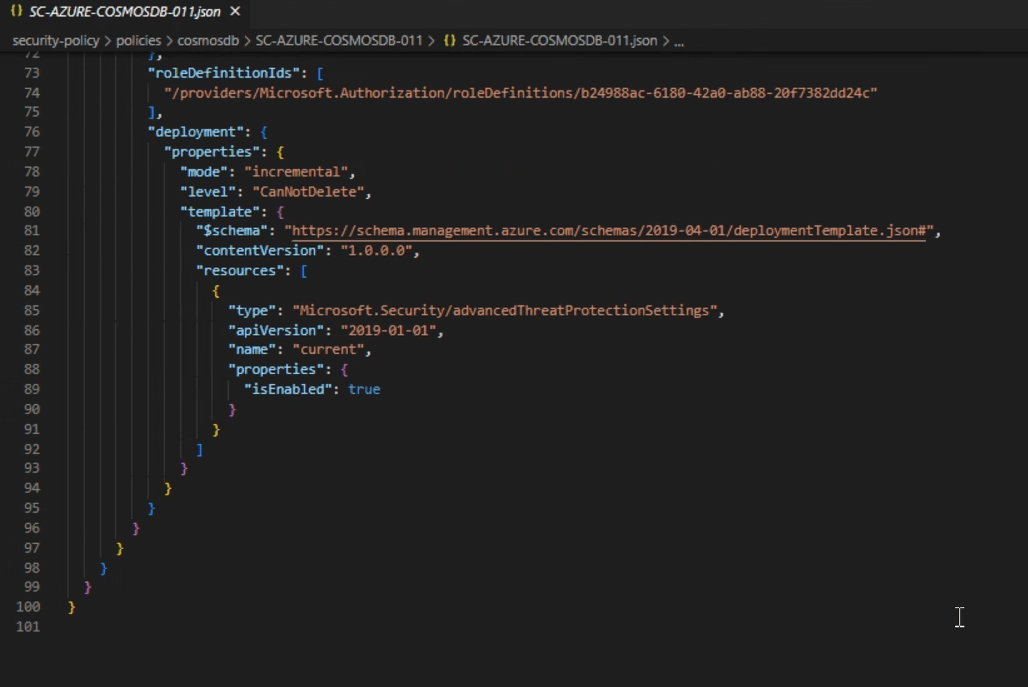 {} SC-AZURE-COSMOSDB-011.json ×
security-policy > policies > cosmosdb > SC-AZURE-COSMOSDB-011 > {} SC-AZURE-COSMOSDB-011.json > ...
72 },
73 "roleDefinitionIds": [
74 "/providers/Microsoft.Authorization/roleDefinitions/b24988ac-6180-42a0-ab88-20f7382dd24c"
75 ],
76 "deployment": {
77 "properties": {
78 "mode": "incremental",
79 "level": "CanNotDelete",
80 "template": {
81 "$schema": "https://schema.management.azure.com/schemas/2019-04-01/deploymentTemplate.json#",
82 "contentVersion": "1.0.0.0",
83 "resources": [
84 {
85 "type": "Microsoft.Security/advancedThreatProtectionSettings",
86 "apiVersion": "2019-01-01",
87 "name": "current",
88 "properties": {
89 "isEnabled": true
90 }
91 }
92 ]
93 }
94 }
95 }
96 }
97 }
98 }
99 }
100 }
101